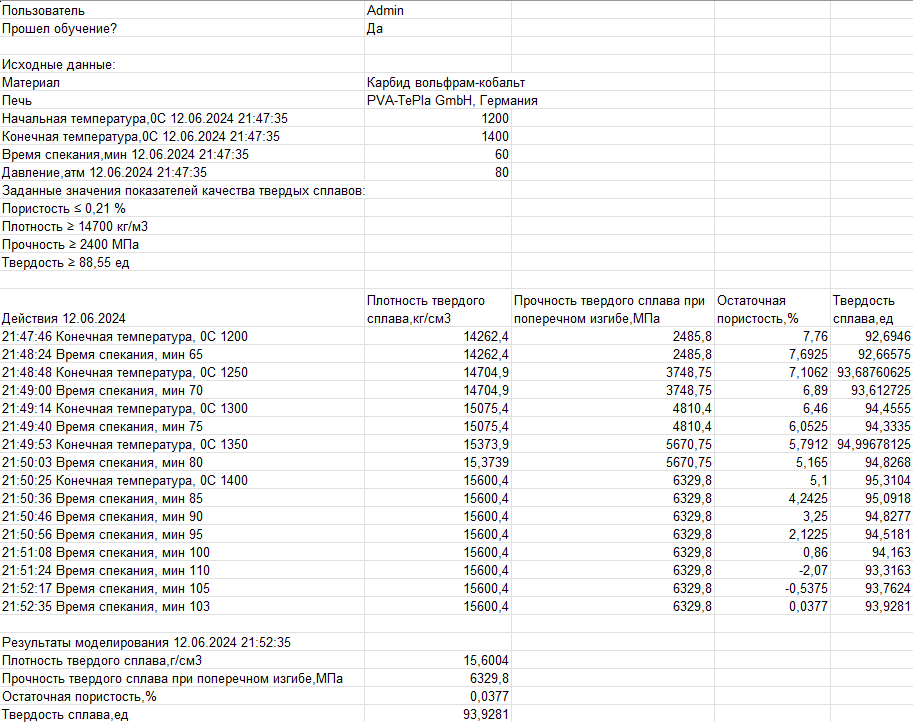 Пользователь Admin
Прошел обучение? Да
Исходные данные:
Материал Карбид вольфрам-кобальт
Печь PVA-TePla GmbH, Германия
Начальная температура,0С 12.06.2024 21:47:35 1200
Конечная температура,0С 12.06.2024 21:47:35 1400
Время спекания,мин 12.06.2024 21:47:35 60
Давление,атм 12.06.2024 21:47:35 80
Заданные значения показателей качества твердых сплавов:
Пористость ≤ 0,21 %
Плотность ≥ 14700 кг/м3
Прочность ≥ 2400 МПа
Твердость ≥ 88,55 ед
Плотность твердого Прочность твердого сплава при Остаточная Твердость
Действия 12.06.2024 сплава,кг/см3 поперечном изгибе,МПа пористость,% сплава,ед
21:47:46 Конечная температура, 0С 1200 14262,4 2485,8 7,76 92,6946
21:48:24 Время спекания, мин 65 14262,4 2485,8 7,6925 92,66575
21:48:48 Конечная температура, 0С 1250 14704,9 3748,75 7,1062 93,68760625
21:49:00 Время спекания, мин 70 14704,9 3748,75 6,89 93,612725
21:49:14 Конечная температура, 0С 1300 15075,4 4810,4 6,46 94,4555
21:49:40 Время спекания, мин 75 15075,4 4810,4 6,0525 94,3335
21:49:53 Конечная температура, 0С 1350 15373,9 5670,75 5,7912 94,99678125
21:50:03 Время спекания, мин 80 15,3739 5670,75 5,165 94,8268
21:50:25 Конечная температура, 0С 1400 15600,4 6329,8 5,1 95,3104
21:50:36 Время спекания, мин 85 15600,4 6329,8 4,2425 95,0918
21:50:46 Время спекания, мин 90 15600,4 6329,8 3,25 94,8277
21:50:56 Время спекания, мин 95 15600,4 6329,8 2,1225 94,5181
21:51:08 Время спекания, мин 100 15600,4 6329,8 0,86 94,163
21:51:24 Время спекания, мин 110 15600,4 6329,8 -2,07 93,3163
21:52:17 Время спекания, мин 105 15600,4 6329,8 -0,5375 93,7624
21:52:35 Время спекания, мин 103 15600,4 6329,8 0,0377 93,9281
Результаты моделирования 12.06.2024 21:52:35
Плотность твердого сплава,г/см3 15,6004
Прочность твердого сплава при поперечном изгибе,МПа 6329,8
Остаточная пористость,% 0,0377
Твердость сплава,ед 93,9281